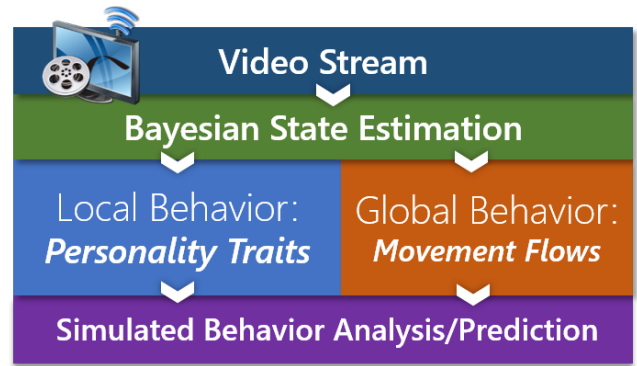 Video Stream
Bayesian State Estimation
Local Behavior:
Personality Traits
Global Behavior:
Movement Flows
Simulated Behavior Analysis/Prediction